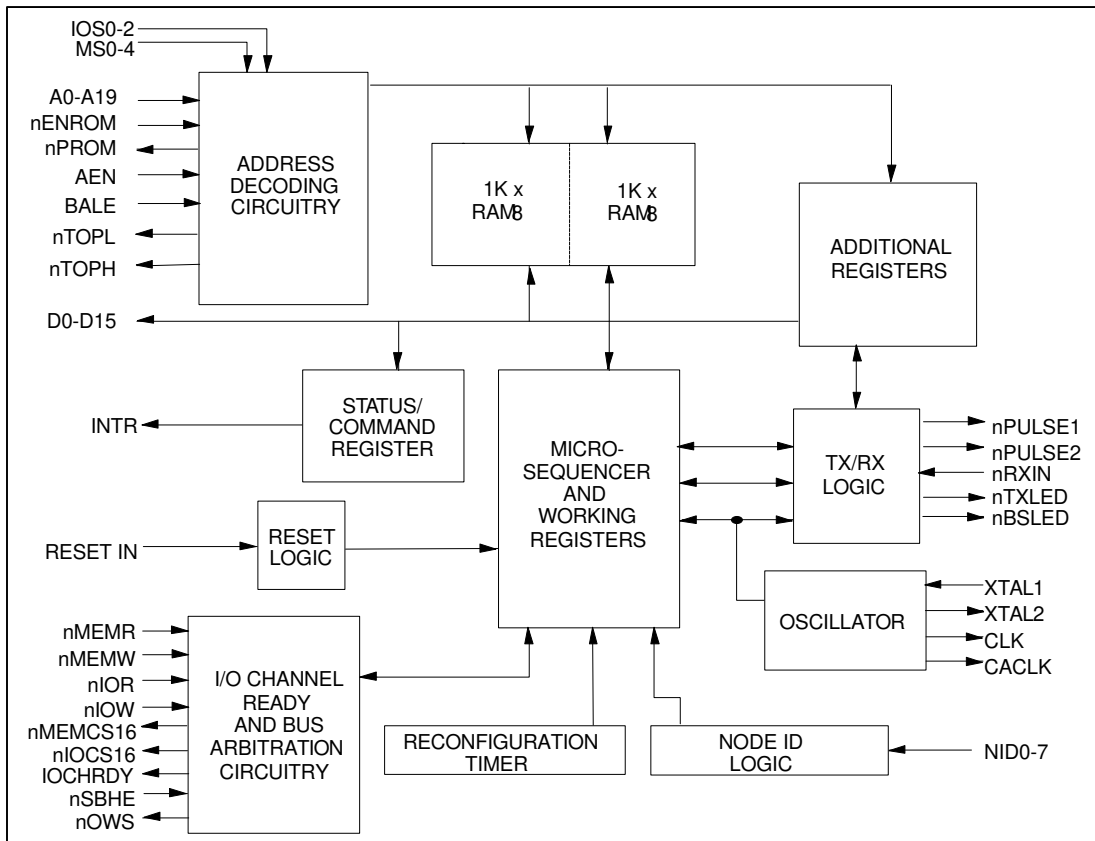 IOS0-2
MS0-4
A0-A19
nENROM
nPROM
AEN
BALE
nTOPL
nTOPH
D0-D15
ADDRESS
DECODING
CIRCUITRY
1K x
RAM8
1K x
RAM8
ADDITIONAL
REGISTERS
INTR
STATUS/
COMMAND
REGISTER
MICRO-
SEQUENCER
AND
WORKING
REGISTERS
TX/RX
LOGIC
nPULSE1
nPULSE2
nRXIN
nTXLED
nBSLED
RESET IN
RESET
LOGIC
OSCILLATOR
XTAL1
XTAL2
CLK
CACLK
nMEMR
nMEMW
nIOR
nIOW
nMEMCS16
nIOCS16
IOCHRDY
nSBHE
nOWS
I/O CHANNEL
READY
AND BUS
ARBITRATION
CIRCUITRY
RECONFIGURATION
TIMER
NODE ID
LOGIC
NID0-7